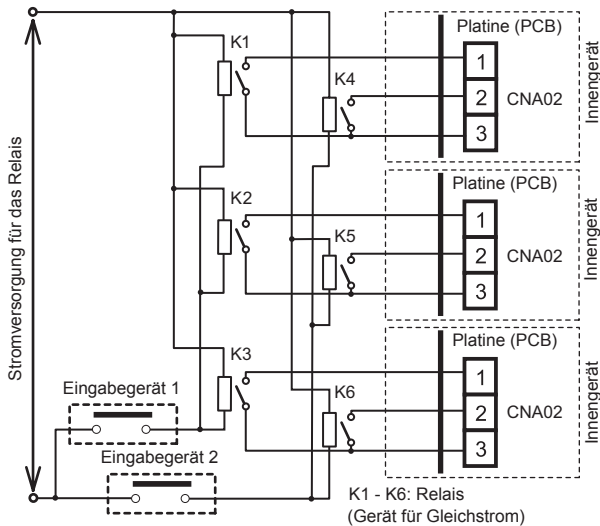 Platine (PCB)
K1
K4
1
2
3
CNA02
Innengerät
Platine (PCB)
K2
K5
1
2
3
CNA02
Innengerät
Platine (PCB)
K3
K6
1
2
3
CNA02
Innengerät
Stromversorgung für das Relais
Eingabegerät 1
Eingabegerät 2
K1 - K6: Relais
(Gerät für Gleichstrom)